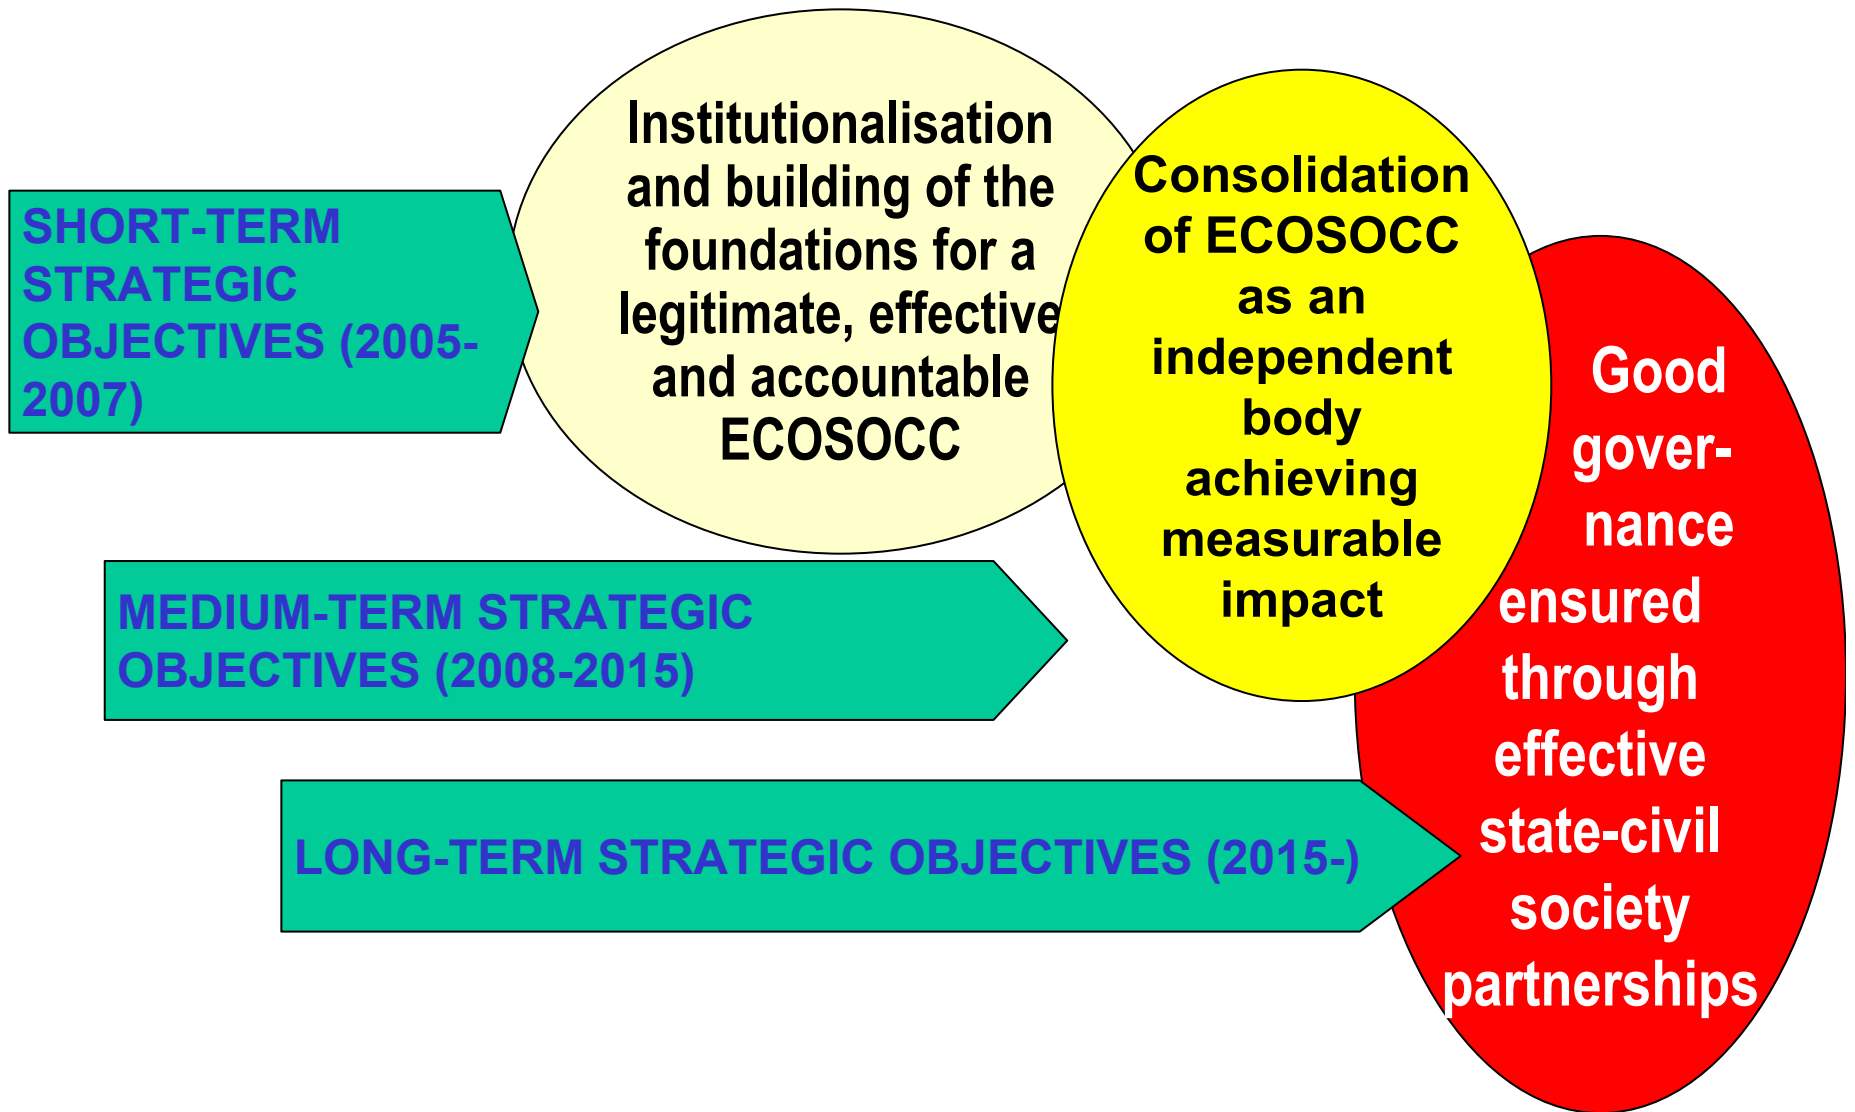 SHORT-TERM
STRATEGIC
OBJECTIVES (2005-
2007)
Institutionalisation
and building of the
foundations for a
legitimate, effective
and accountable
ECOSOCC
Consolidation
of ECOSOCC
as an
independent
body
achieving
measurable
impact
MEDIUM-TERM STRATEGIC
OBJECTIVES (2008-2015)
Good
gover-
nance
ensured
through
effective
state-civil
society
partnerships
LONG-TERM STRATEGIC OBJECTIVES (2015-)